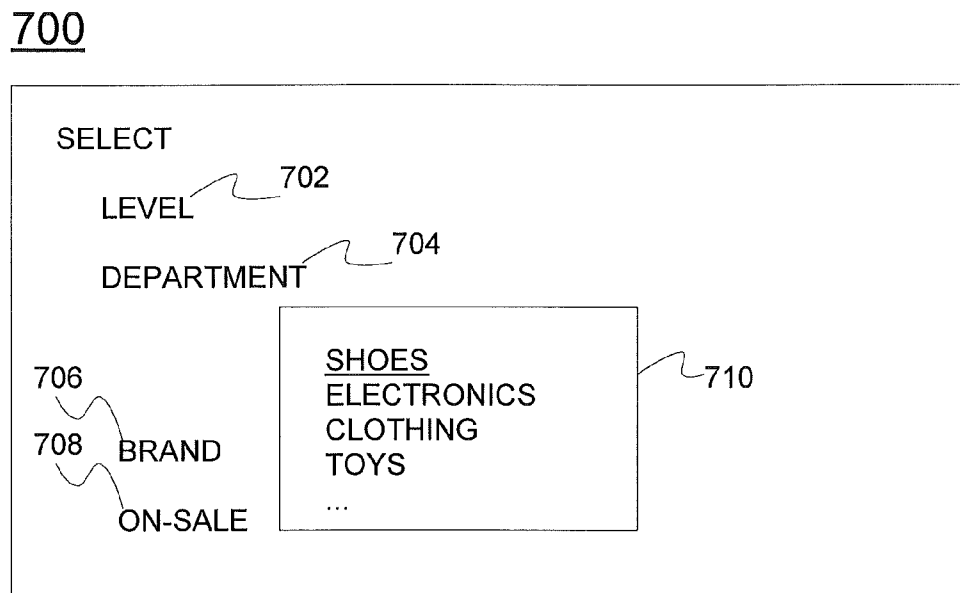 700
SELECT
702
LEVEL
704
DEPARTMENT
SHOES
710
ELECTRONICS
706
CLOTHING
708
BRAND
TOYS
...
ON-SALE